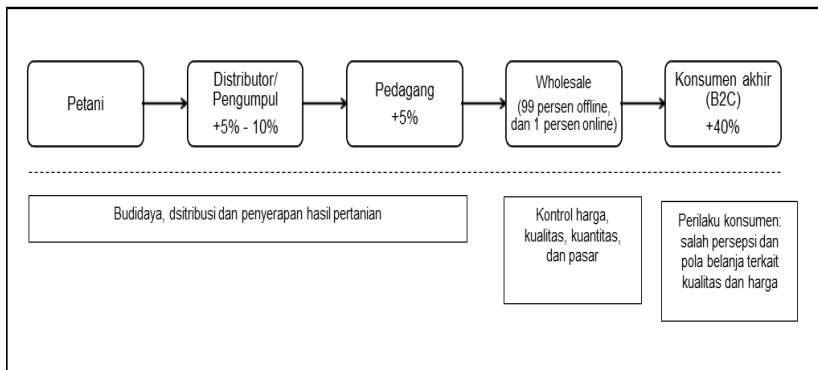 Petani
Distributor/
Pengumpul
+5% - 10%
Pedagang
+5%
Wholesale
(99 persen offline,
dan 1 persen online)
Konsumen akhir
(B2C)
+40%
Budidaya, dsitribusi dan penyerapan hasil pertanian
Kontrol harga,
kualitas, kuantitas,
dan pasar
Perilaku konsumen:
salah persepsi dan
pola belanja terkait
kualitas dan harga